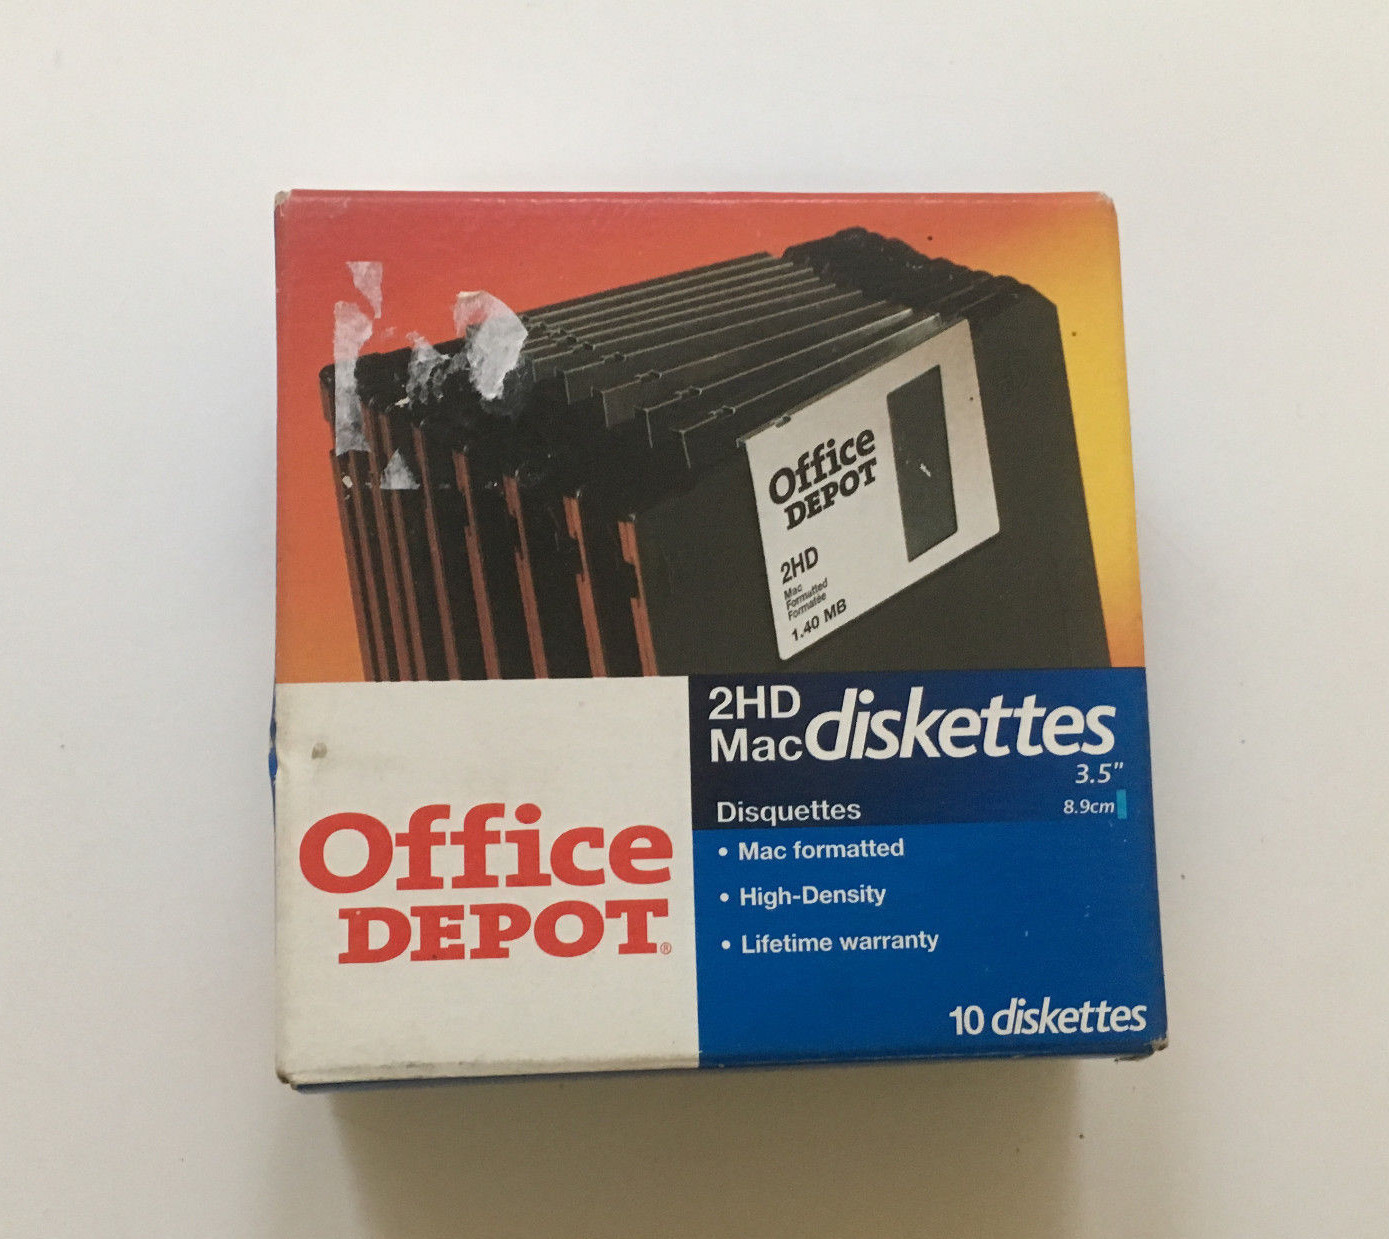 Office
DEPOT
2HD
Mac
Formatted
Formatée
1.40 MB
2HD
Mac diskettes
3.5"
8.9cm
Disquettes
• Mac formatted
• High-Density
• Lifetime warranty
10 diskettes
Office
DEPOT®